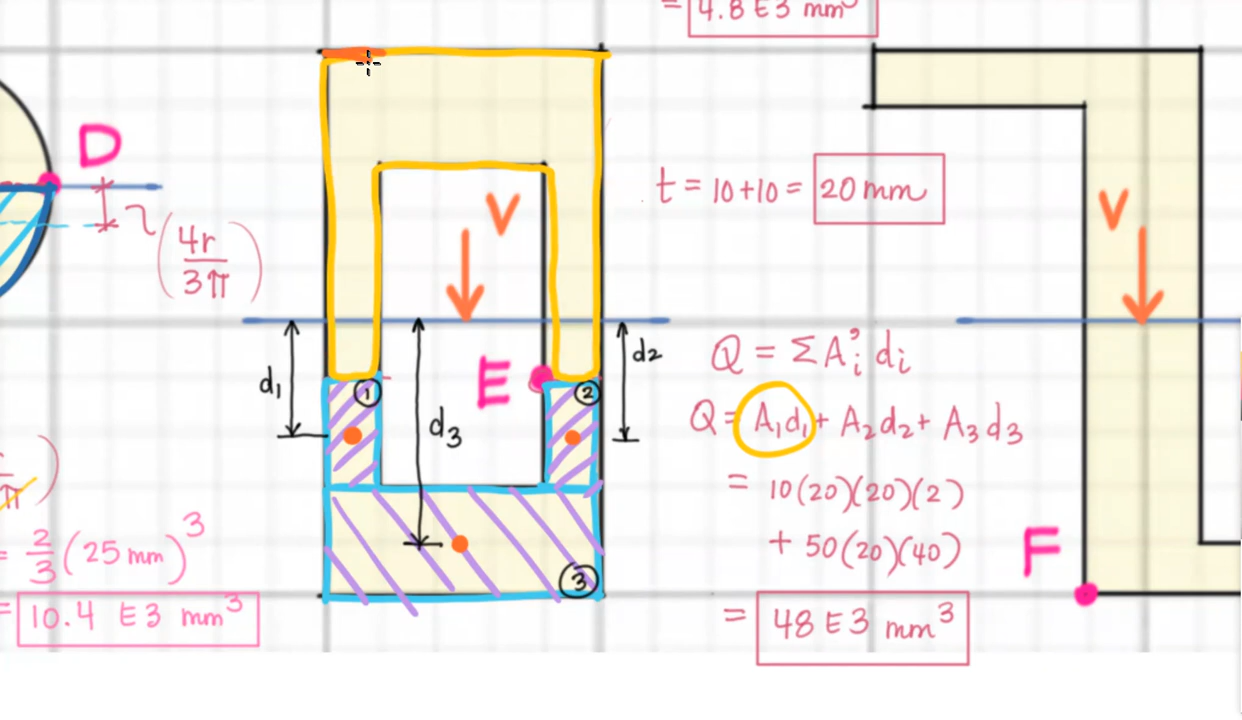 = 4.8 E3 mm³
D
(4r/3π)
t = 10+10 = 20 mm
V
V
d₁
d₂
E
①
②
d₃
Q = ΣAᵢ dᵢ
Q = A₁d₁ + A₂d₂ + A₃d₃
= 10(20)(20)(2)
+ 50(20)(40)
= 48 E3 mm³
F
③
= 2/3 (25 mm)³
= 10.4 E3 mm³